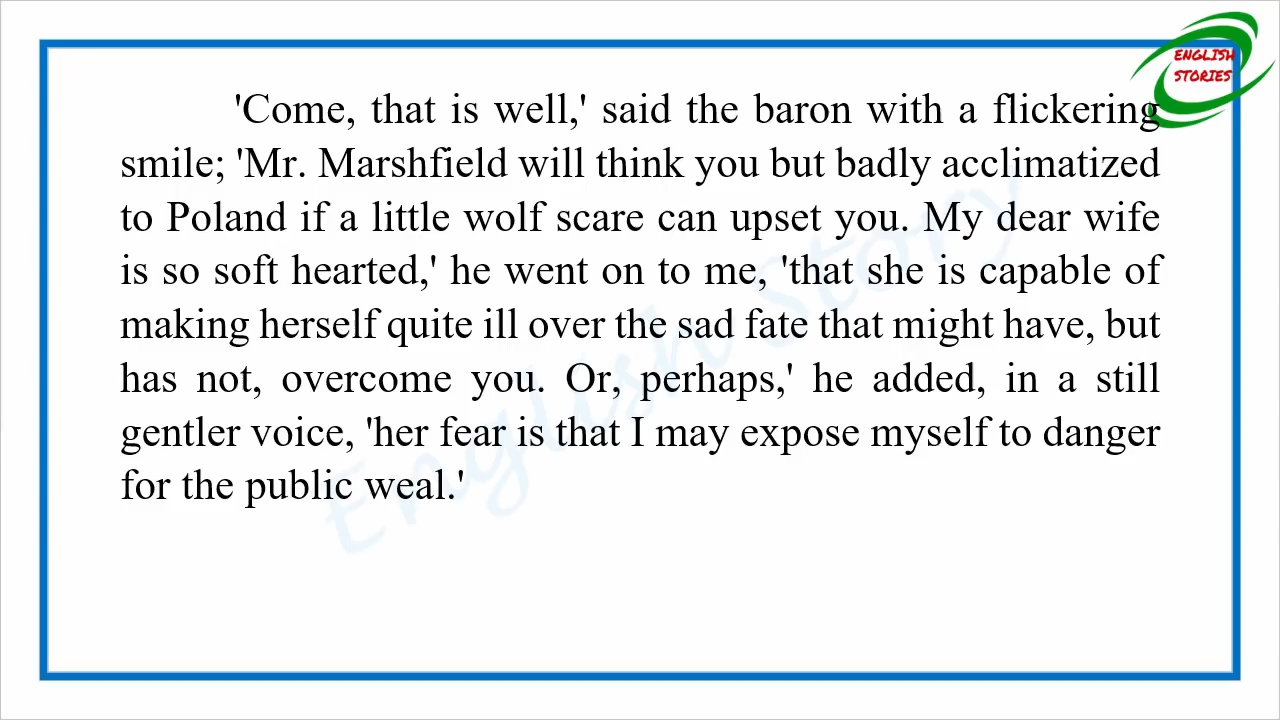 ENGLISH
STORIES
'Come, that is well,' said the baron with a flickering
smile; 'Mr. Marshfield will think you but badly acclimatized
to Poland if a little wolf scare can upset you. My dear wife
is so soft hearted,' he went on to me, 'that she is capable of
making herself quite ill over the sad fate that might have, but
has not, overcome you. Or, perhaps,' he added, in a still
gentler voice, 'her fear is that I may expose myself to danger
for the public weal.'
English Story